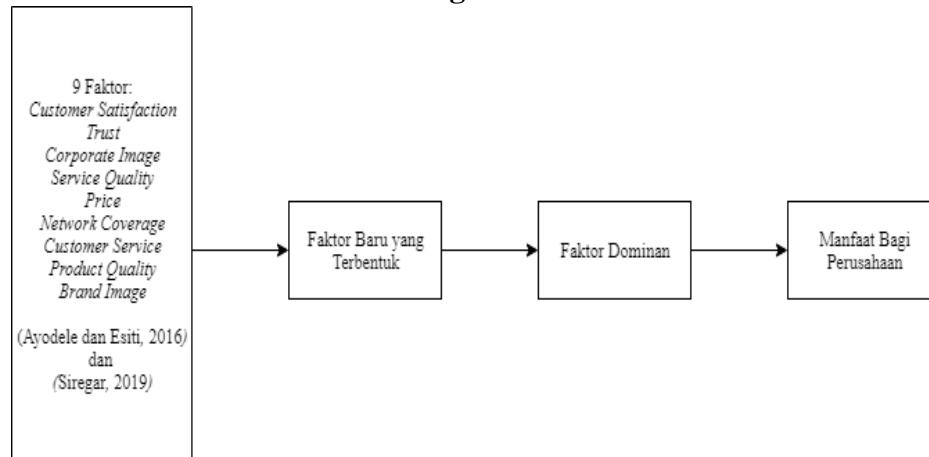 9 Faktor:
Customer Satisfaction
Trust
Corporate Image
Service Quality
Price
Network Coverage
Customer Service
Product Quality
Brand Image
(Ayodele dan Esiti, 2016)
dan
(Siregar, 2019)
Faktor Baru yang
Terbentuk
Faktor Dominan
Manfaat Bagi
Perusahaan